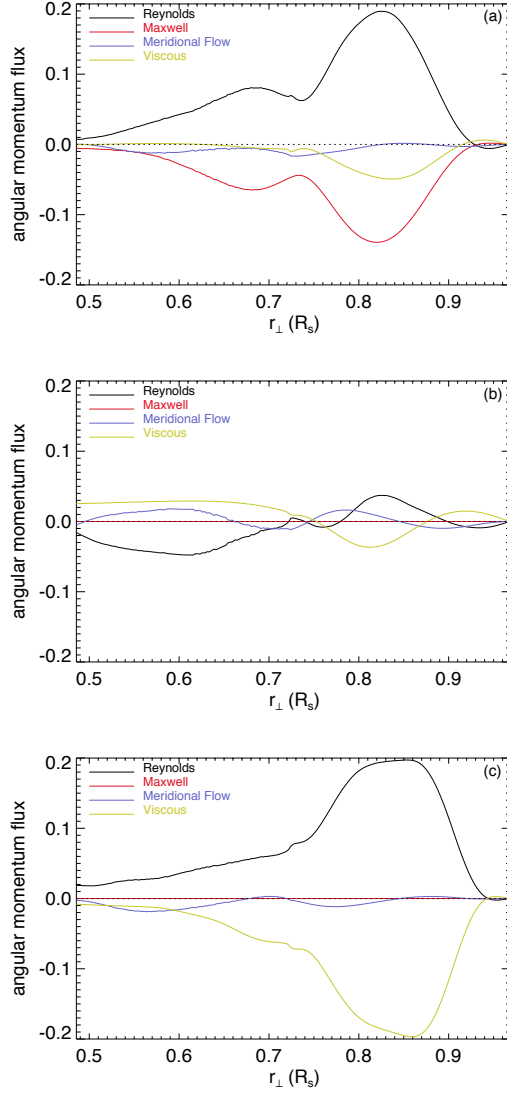 0.2
(a)
Reynolds
Maxwell
Meridional Flow
Viscous
0.1
0.0
-0.1
-0.2
angular momentum flux
0.5 0.6 0.7 0.8 0.9
r⊥ (Rs)
0.2
(b)
Reynolds
Maxwell
Meridional Flow
Viscous
0.1
0.0
-0.1
-0.2
angular momentum flux
0.5 0.6 0.7 0.8 0.9
r⊥ (Rs)
0.2
(c)
Reynolds
Maxwell
Meridional Flow
Viscous
0.1
0.0
-0.1
-0.2
angular momentum flux
0.5 0.6 0.7 0.8 0.9
r⊥ (Rs)